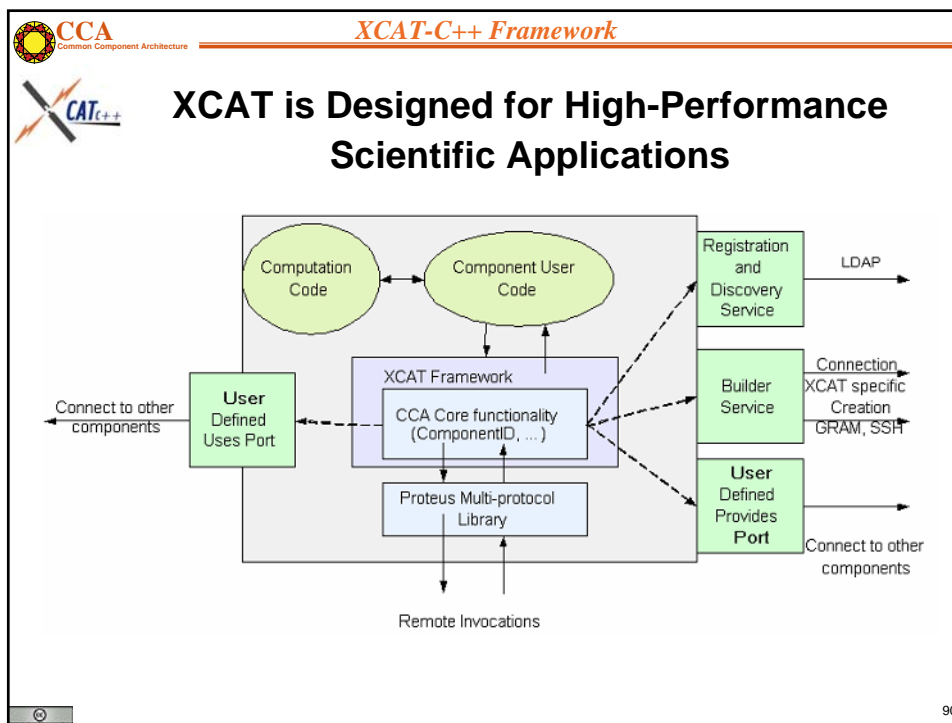 CCA
Common Component Architecture
XCAT-C++ Framework
CAT C++
XCAT is Designed for High-Performance
Scientific Applications
Computation
Code
Component User
Code
Registration
and
Discovery
Service
LDAP
XCAT Framework
CCA Core functionality
(ComponentID, ... )
Builder
Service
Connection
XCAT specific
Creation
GRAM, SSH
Connect to other
components
User
Defined
Uses Port
Proteus Multi-protocol
Library
User
Defined
Provides
Port
Connect to other
components
Remote Invocations
cc